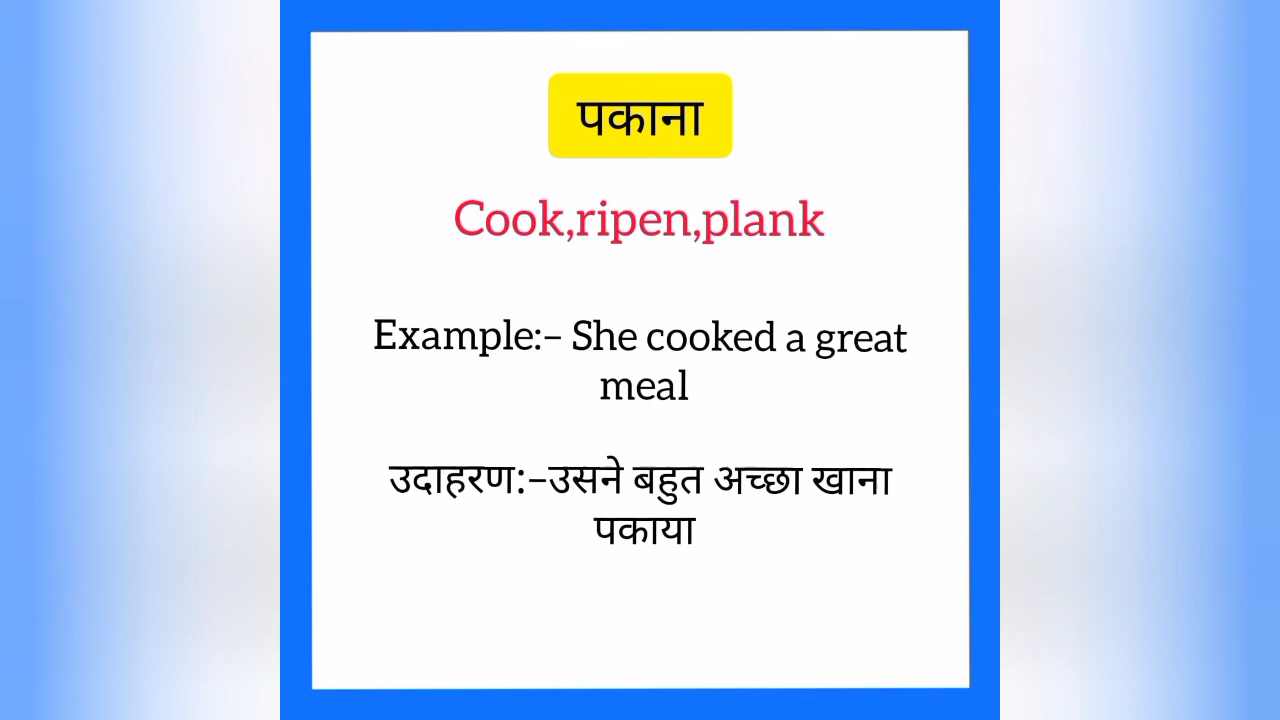 पकाना
Cook,ripen,plank
Example:– She cooked a great
meal
उदाहरण:–उसने बहुत अच्छा खाना
पकाया